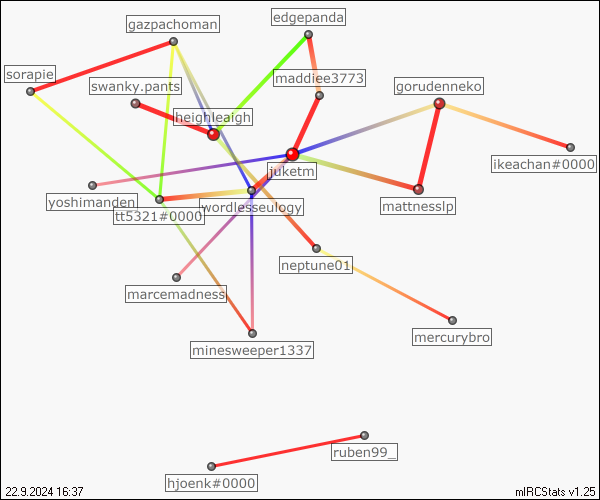 edgepanda
gazpachoman
sorapie
maddiee3773
swanky.pants
gorudenneko
heighleaigh
ikeachan#0000
juketm
yoshimanden
wordlesseulogy
mattnesslp
tt5321#0000
neptune01
marcemadness
mercurybro
minesweeper1337
ruben99_
hjoenk#0000
22.9.2024 16:37
mIRCStats v1.25